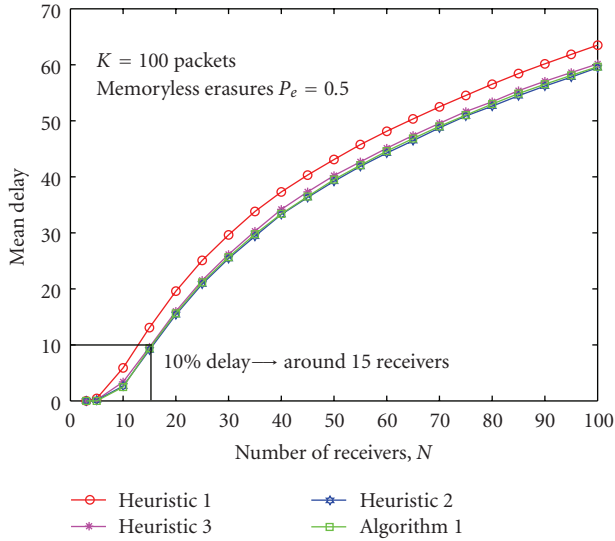 K = 100 packets
Memoryless erasures Pₑ = 0.5
Mean delay
70
60
50
40
30
20
10
0
10% delay → around 15 receivers
0 10 20 30 40 50 60 70 80 90 100
Number of receivers, N
Heuristic 1
Heuristic 2
Heuristic 3
Algorithm 1